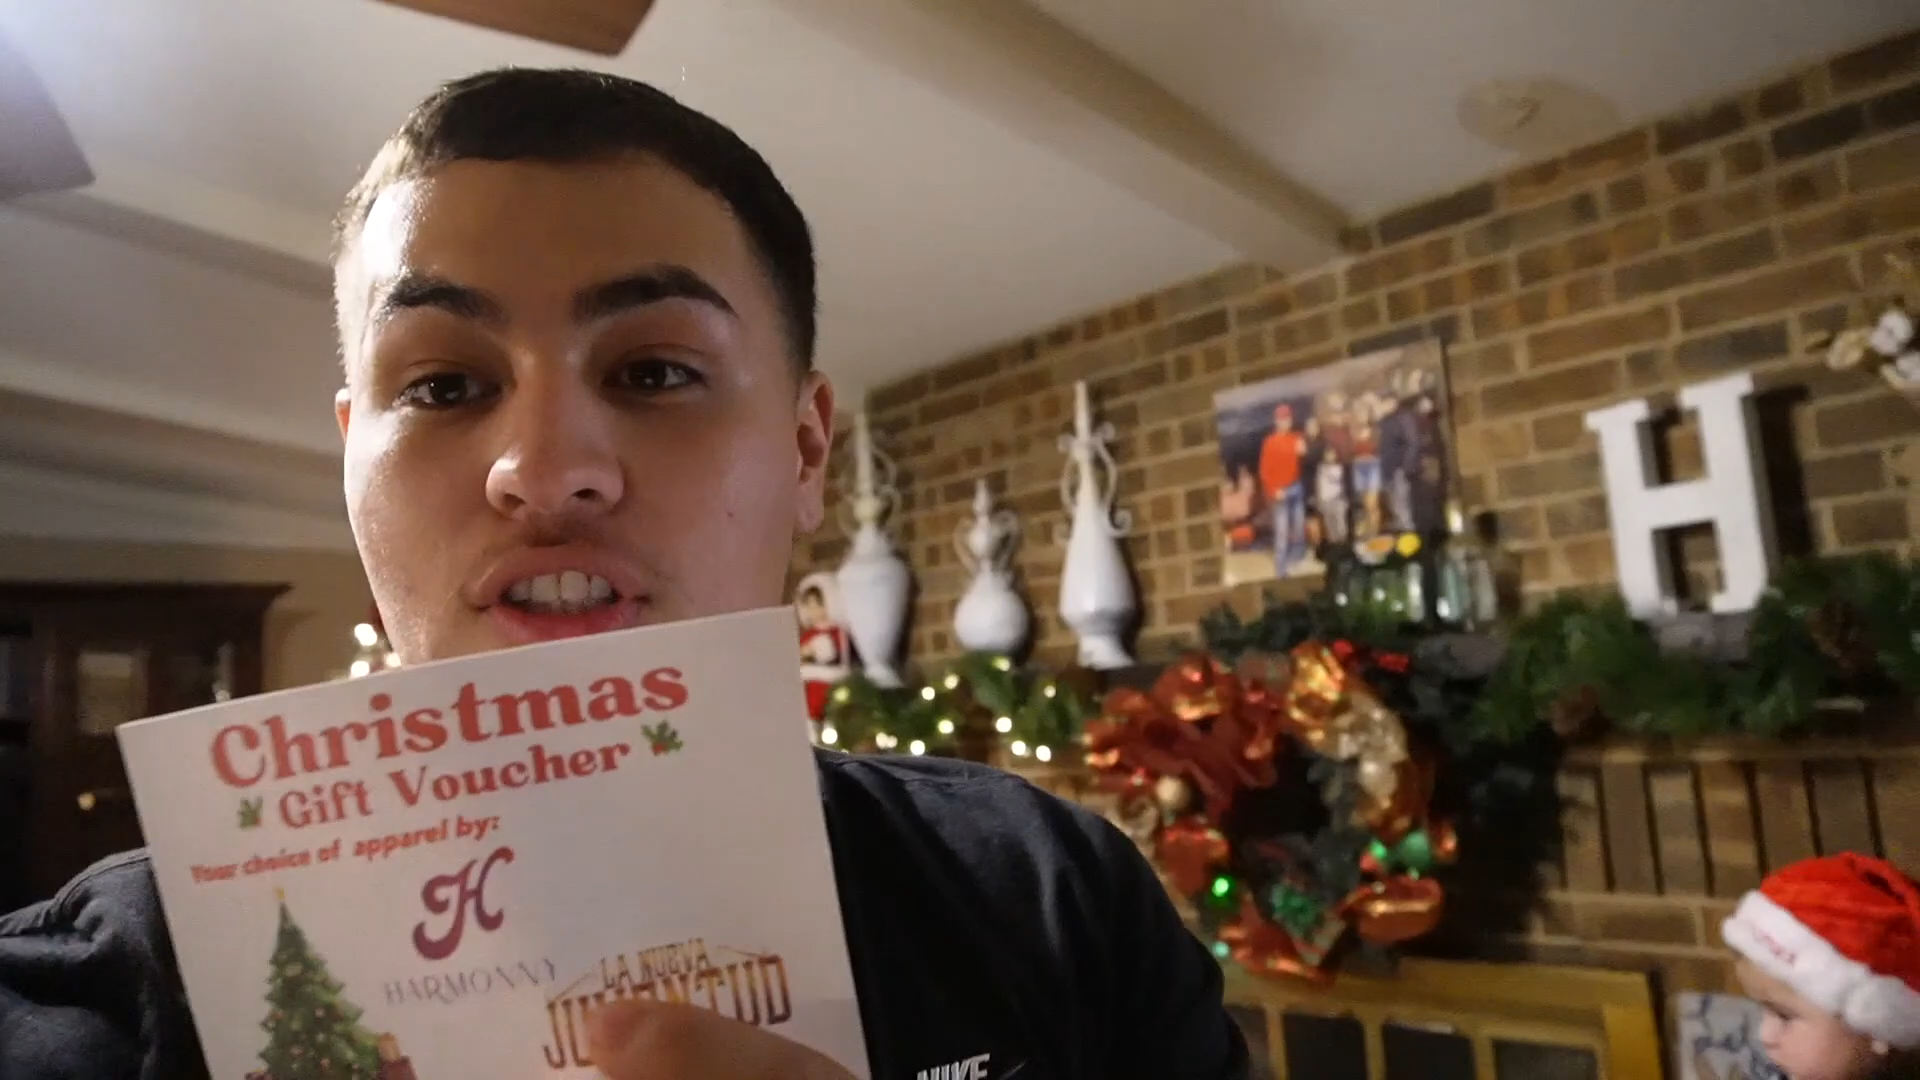 Christmas
Gift Voucher
Your choice of apparel by:
H
HARMONNY
LA NUEVA
JUVENTUD
NIKE
H